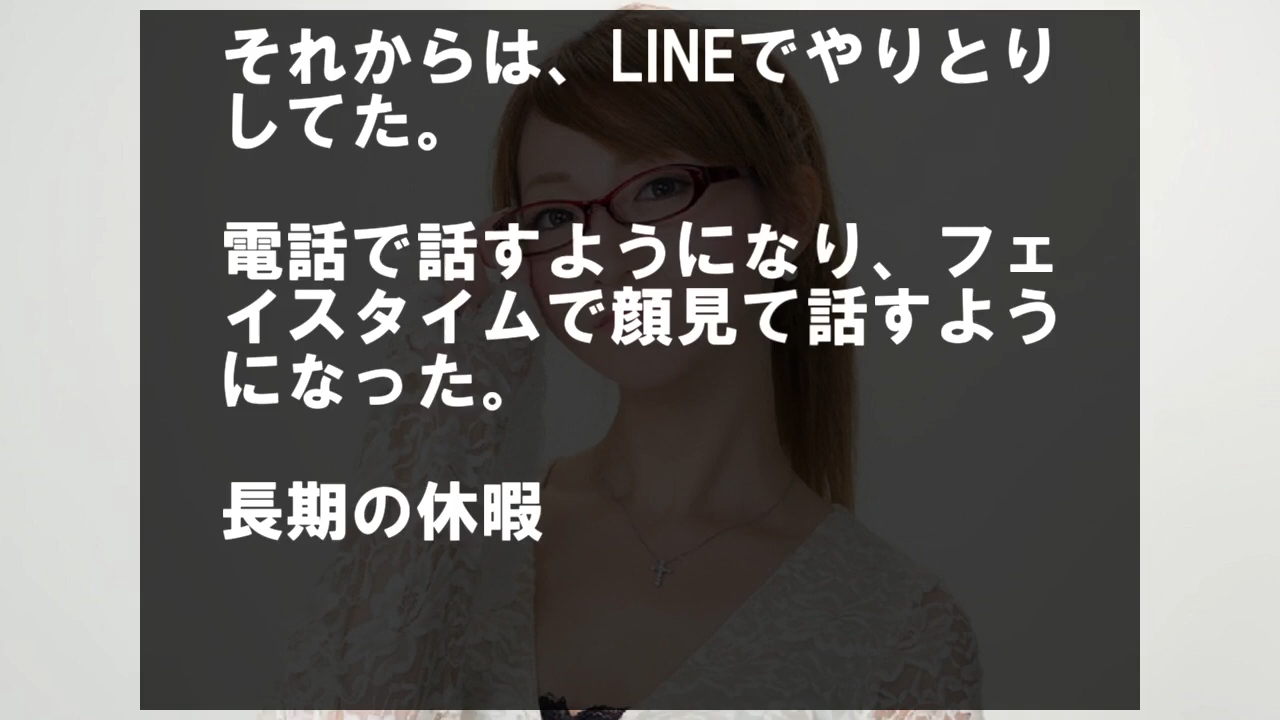 それからは、LINEでやりとり
してた。
電話で話すようになり、フェ
イスタイムで顔見て話すよう
になった。
長期の休暇